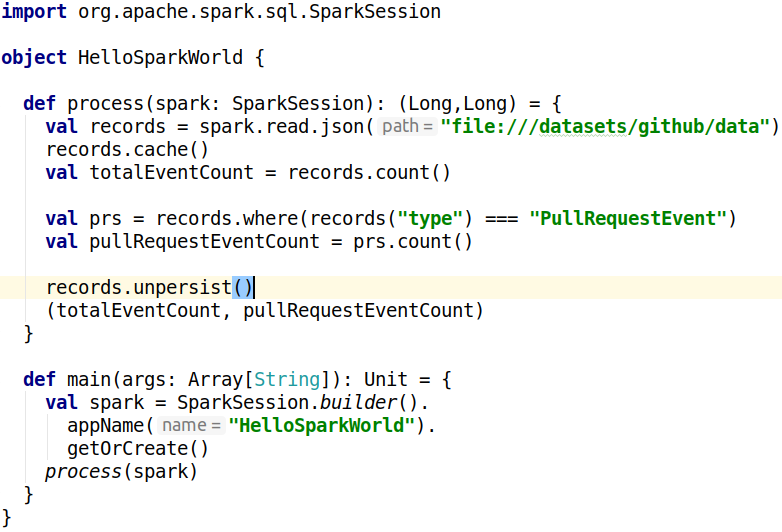 import org.apache.spark.sql.SparkSession

object HelloSparkWorld {

  def process(spark: SparkSession): (Long,Long) = {
    val records = spark.read.json( path = "file:///datasets/github/data")
    records.cache()
    val totalEventCount = records.count()

    val prs = records.where(records("type") === "PullRequestEvent")
    val pullRequestEventCount = prs.count()

    records.unpersist()
    (totalEventCount, pullRequestEventCount)
  }

  def main(args: Array[String]): Unit = {
    val spark = SparkSession.builder().
      appName( name = "HelloSparkWorld").
      getOrCreate()
    process(spark)
  }
}